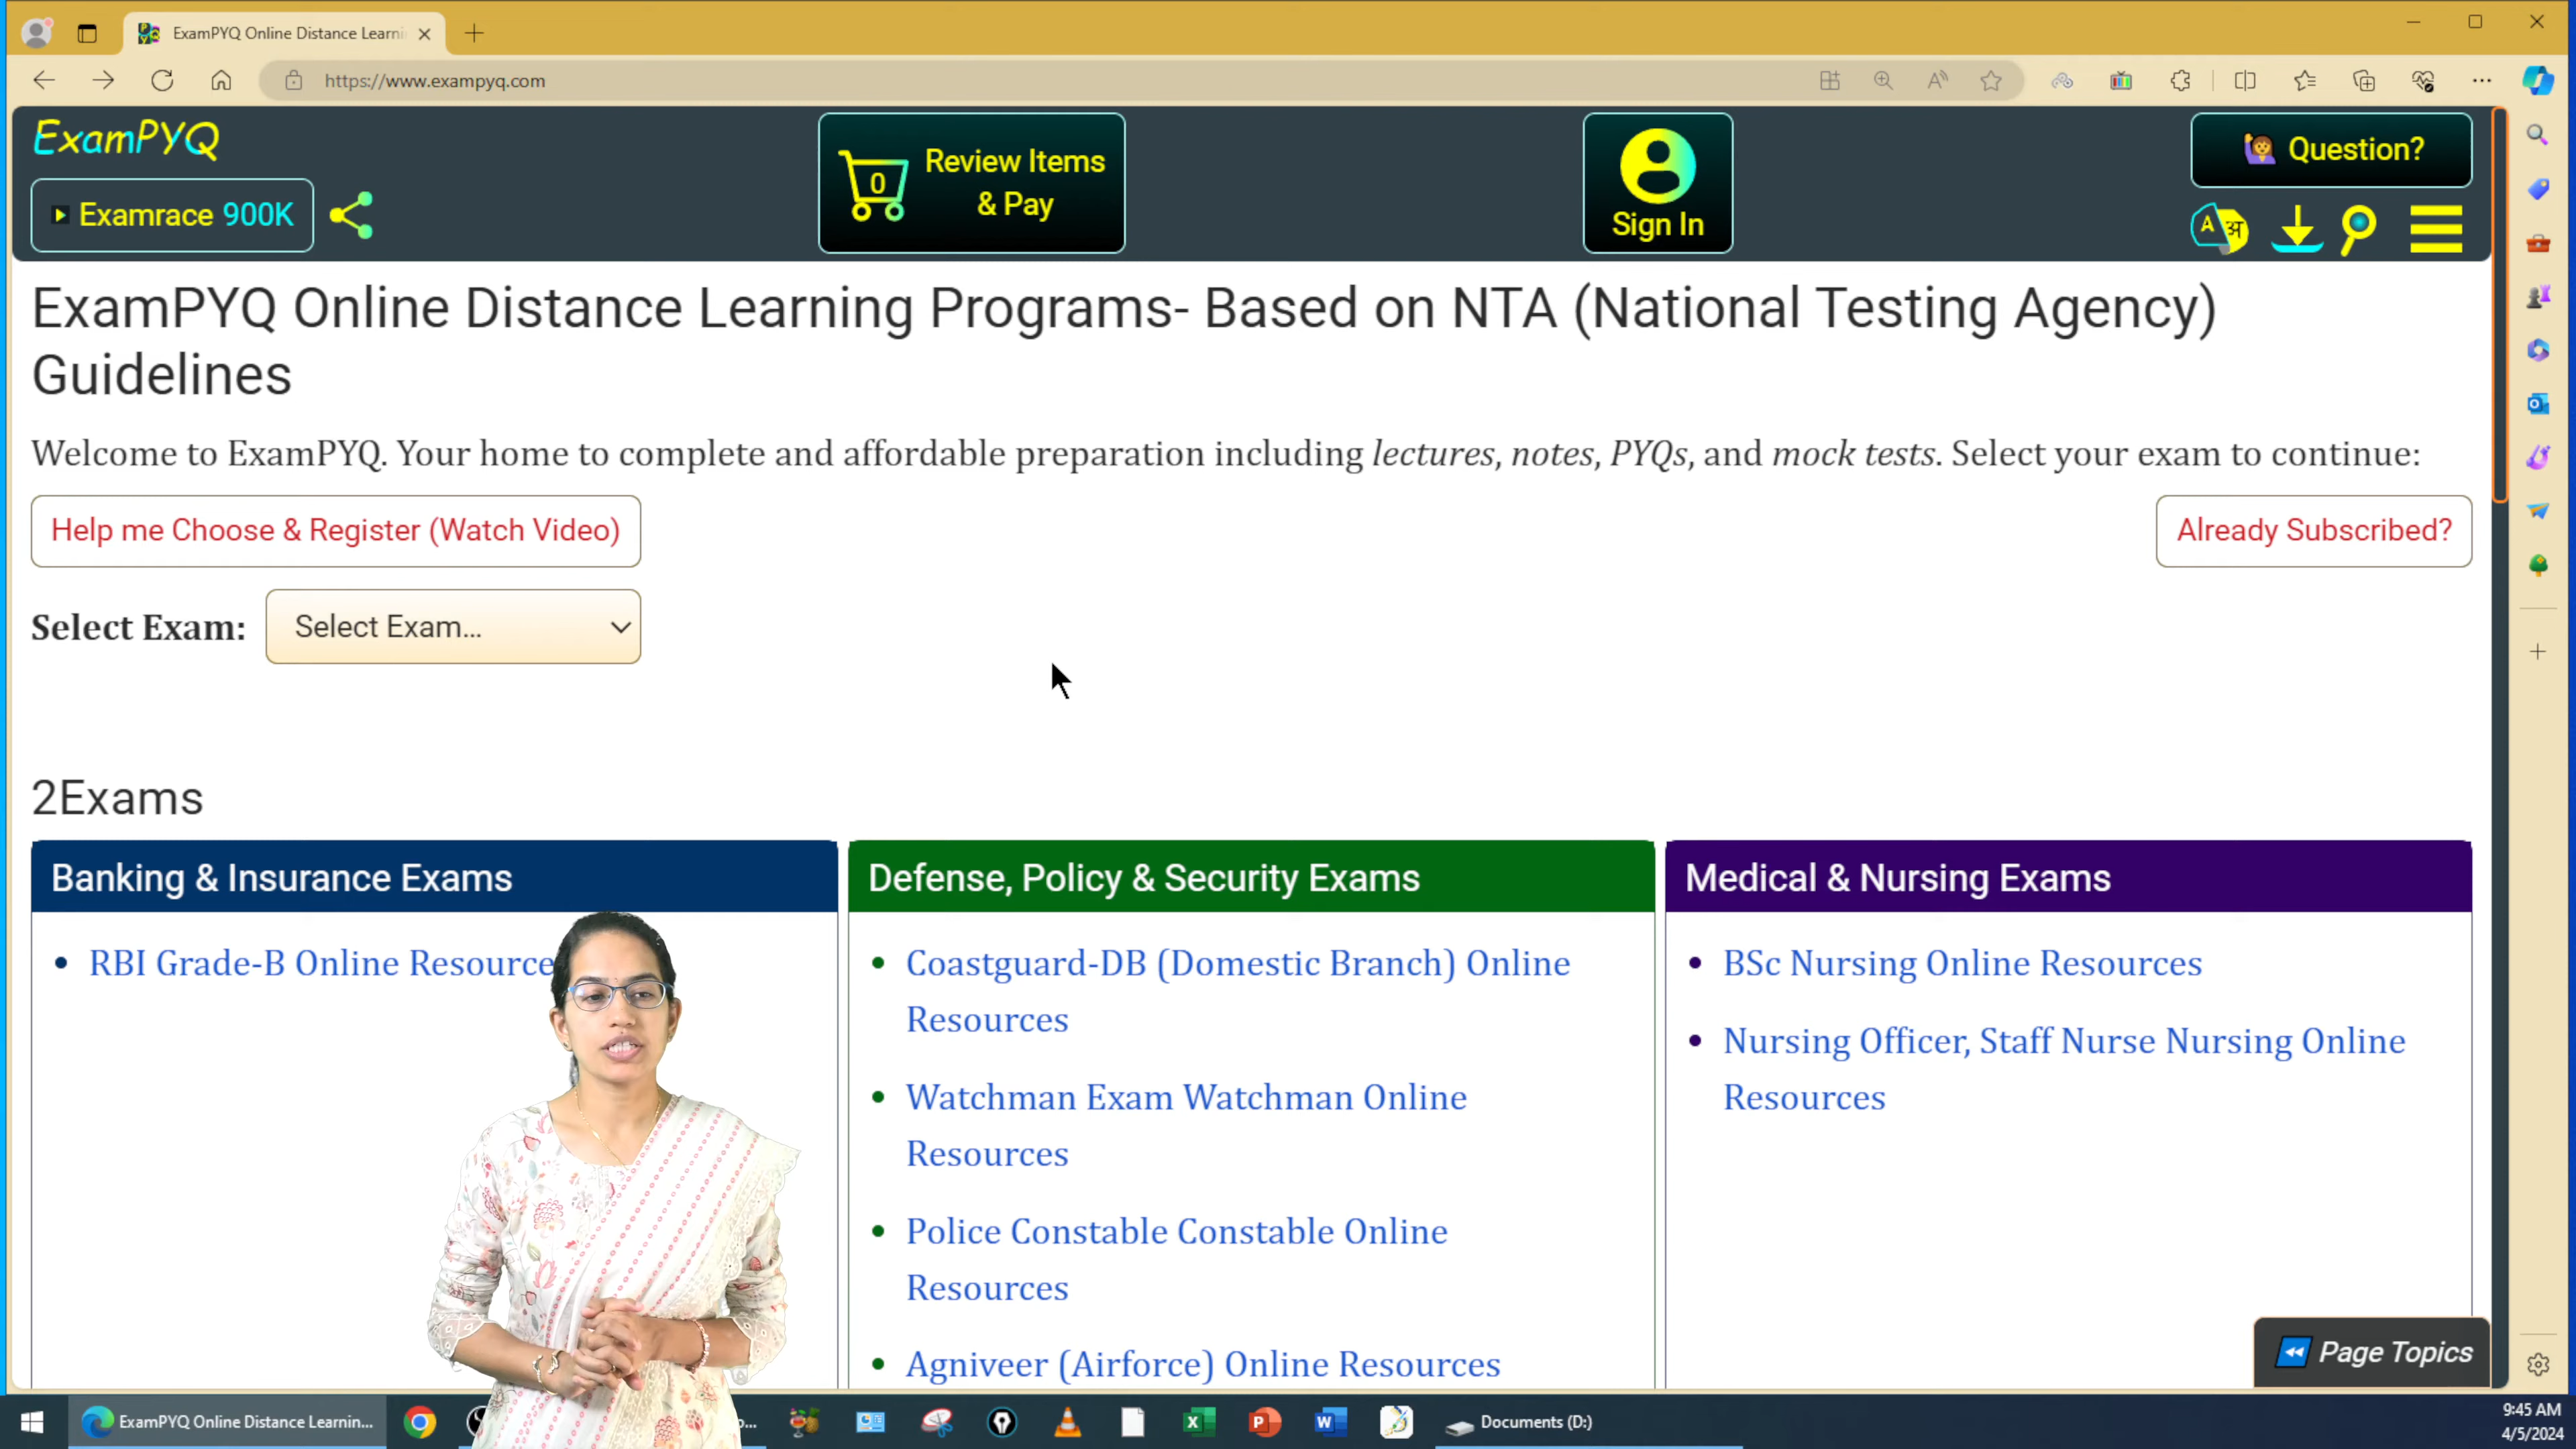 ExamPYQ Online Distance Learni
https://www.exampyq.com
ExamPYQ
Examrace 900K
0
Review Items
& Pay
Sign In
Question?
A अ
ExamPYQ Online Distance Learning Programs- Based on NTA (National Testing Agency)
Guidelines
Welcome to ExamPYQ. Your home to complete and affordable preparation including lectures, notes, PYQs, and mock tests. Select your exam to continue:
Help me Choose & Register (Watch Video)
Already Subscribed?
Select Exam:
Select Exam...
2Exams
Banking & Insurance Exams
RBI Grade-B Online Resource
Defense, Policy & Security Exams
Coastguard-DB (Domestic Branch) Online
Resources
Watchman Exam Watchman Online
Resources
Police Constable Constable Online
Resources
Agniveer (Airforce) Online Resources
Medical & Nursing Exams
BSc Nursing Online Resources
Nursing Officer, Staff Nurse Nursing Online
Resources
Page Topics
ExamPYQ Online Distance Learnin...
Documents (D:)
9:45 AM
4/5/2024